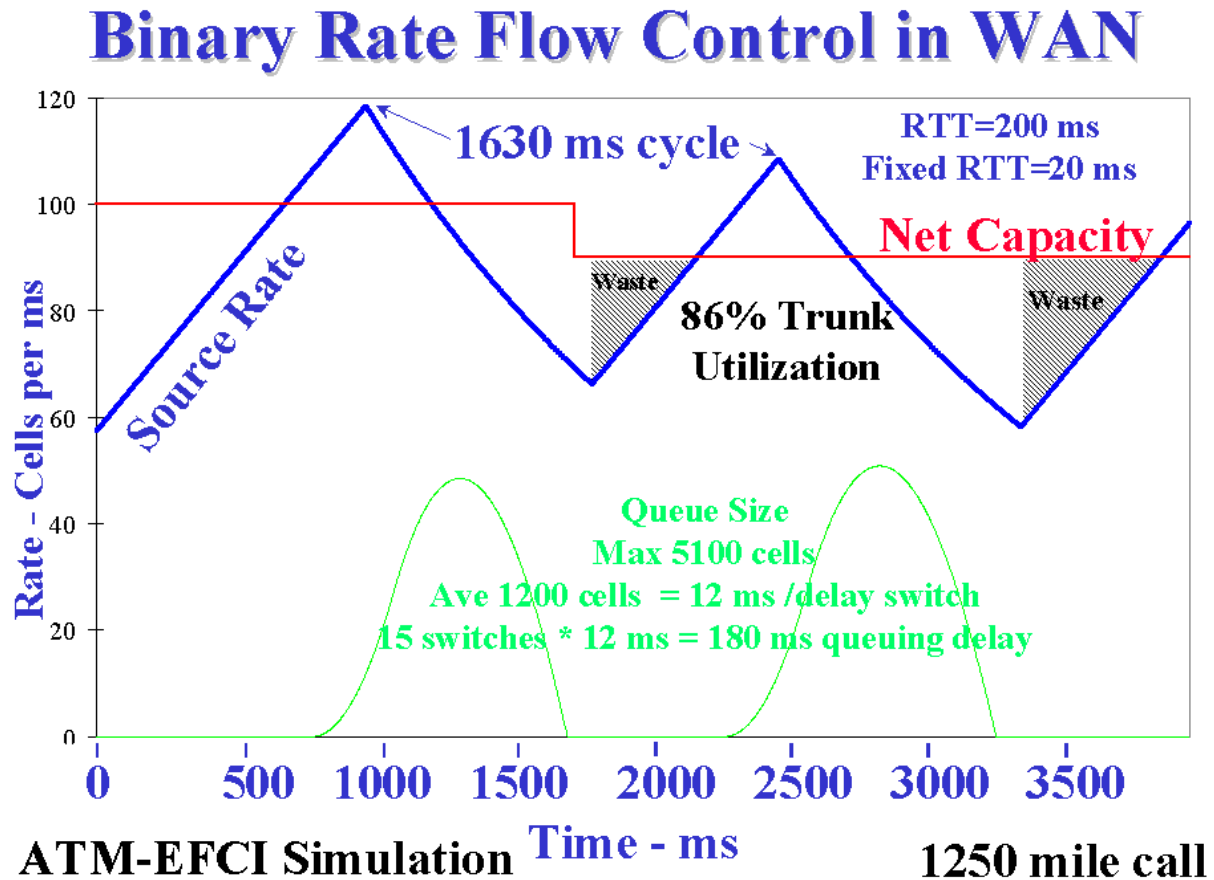 Binary Rate Flow Control in WAN
120
100
80
60
40
20
0
Rate - Cells per ms
Source Rate
1630 ms cycle
RTT=200 ms
Fixed RTT=20 ms
Net Capacity
Waste
Waste
86% Trunk
Utilization
Queue Size
Max 5100 cells
Ave 1200 cells = 12 ms /delay switch
15 switches * 12 ms = 180 ms queuing delay
0 500 1000 1500 2000 2500 3000 3500
Time - ms
ATM-EFCI Simulation
1250 mile call